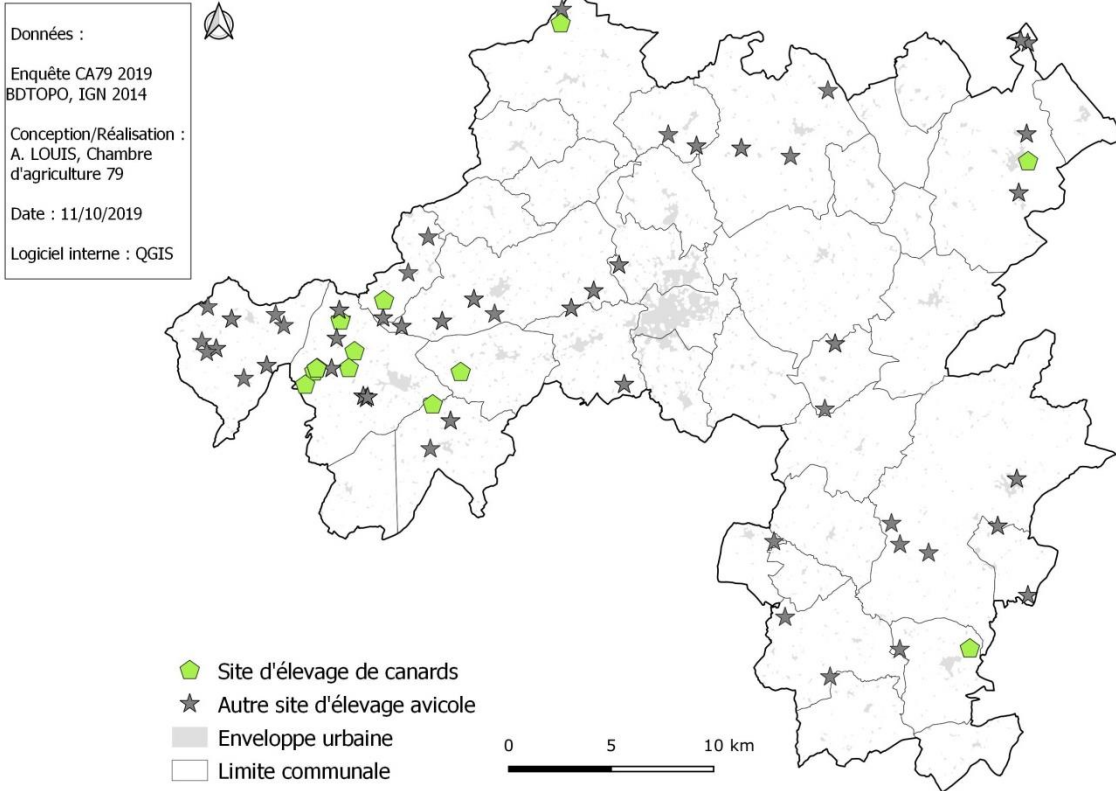 Données :
Enquête CA79 2019
BDTOPO, IGN 2014
Conception/Réalisation :
A. LOUIS, Chambre
d'agriculture 79
Date : 11/10/2019
Logiciel interne : QGIS
Site d'élevage de canards
Autre site d'élevage avicole
Enveloppe urbaine
Limite communale
0 5 10 km